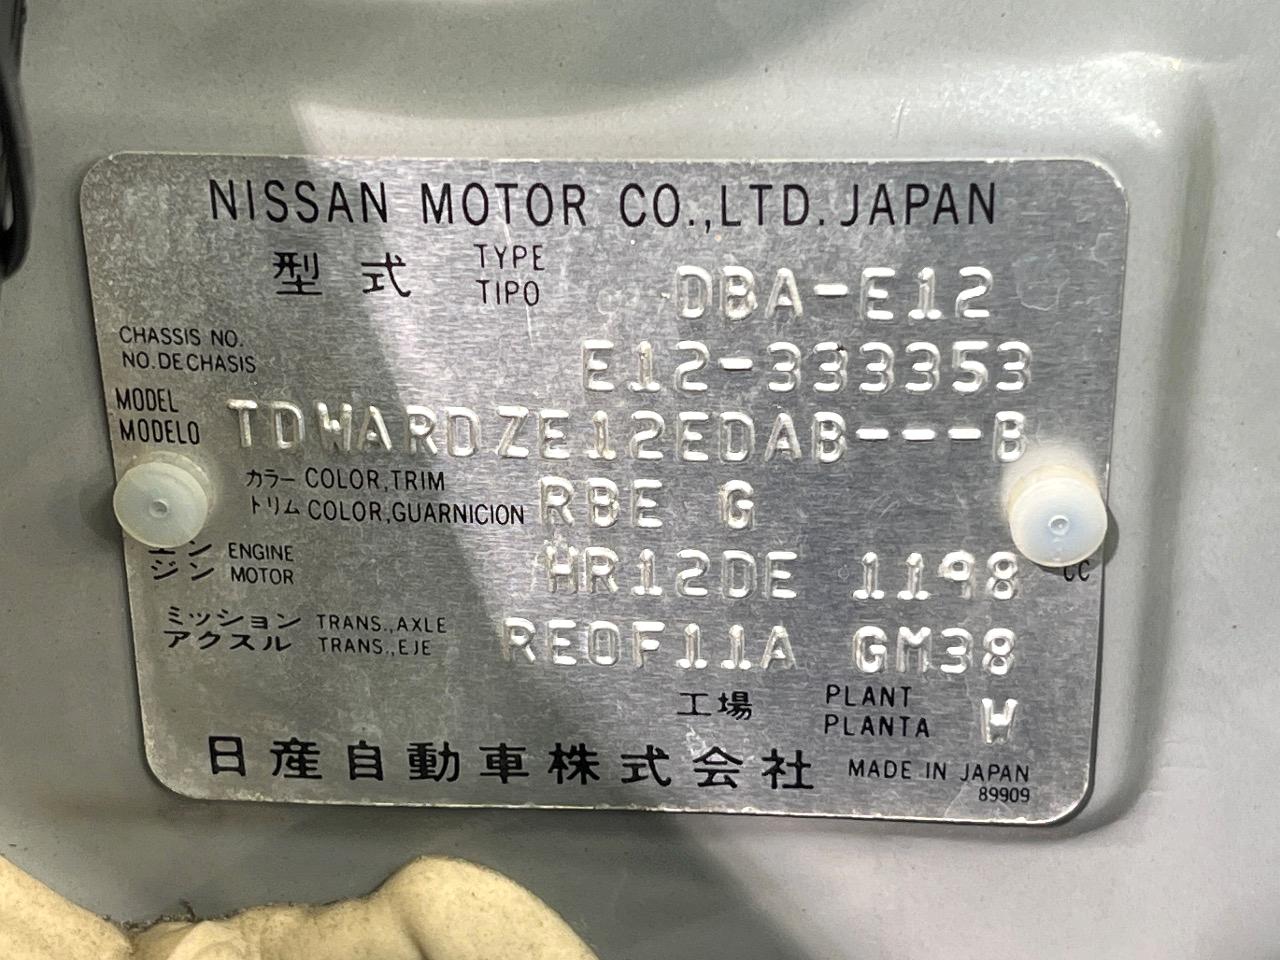 NISSAN MOTOR CO.,LTD. JAPAN
型式 TYPE DBA-E12
TIPO
CHASSIS NO. E12-333353
NO.DE CHASIS
MODEL TDWARDZE12EDAB---B
MODELO
カラー COLOR,TRIM RBE G
トリム COLOR,GUARNICION
エン ENGINE HR12DE 1198 CC
ジン MOTOR
ミッション TRANS.,AXLE RE0F11A GM38
アクスル TRANS.,EJE
工場 PLANT W
PLANTA
日産自動車株式会社 MADE IN JAPAN
89909